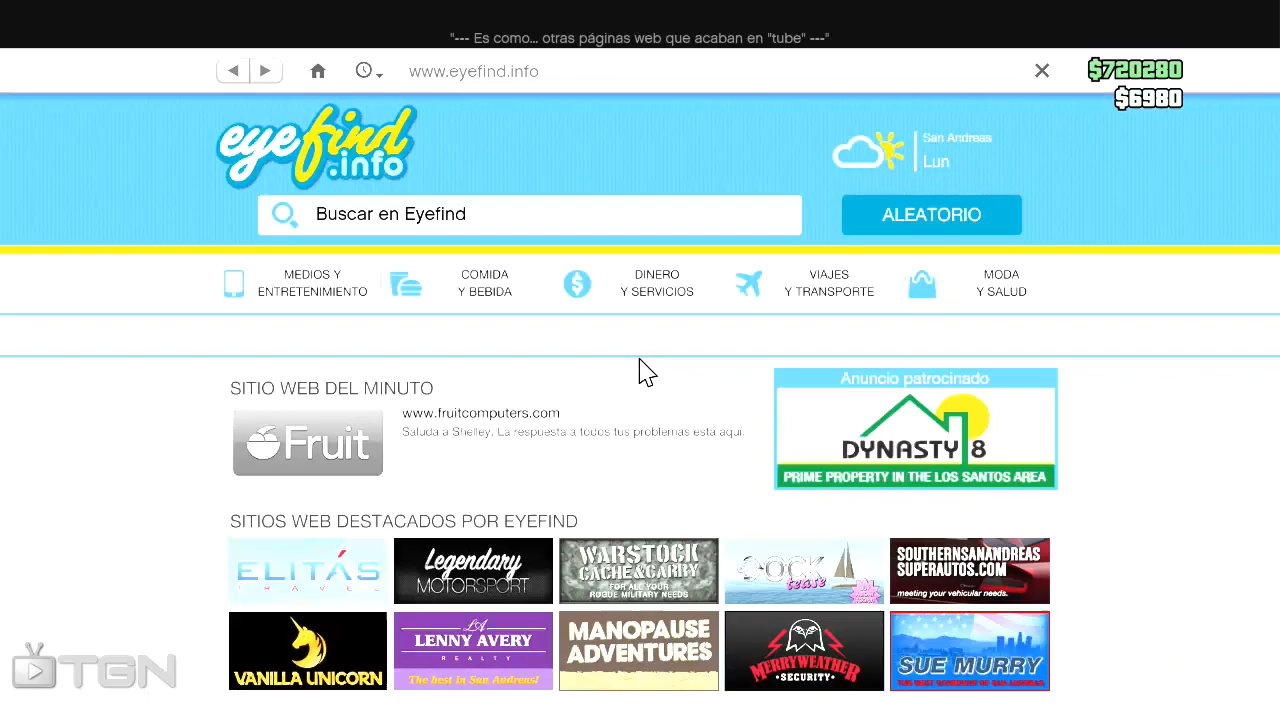 "--- Es como... otras páginas web que acaban en "tube" ---"
www.eyefind.info
$720280
$6980
eyefind
.info
San Andreas
Lun
Buscar en Eyefind
ALEATORIO
MEDIOS Y
ENTRETENIMIENTO
COMIDA
Y BEBIDA
DINERO
Y SERVICIOS
VIAJES
Y TRANSPORTE
MODA
Y SALUD
SITIO WEB DEL MINUTO
Fruit
www.fruitcomputers.com
Saluda a Shelley. La respuesta a todos tus problemas está aquí.
Anuncio patrocinado
DYNASTY 8
PRIME PROPERTY IN THE LOS SANTOS AREA
SITIOS WEB DESTACADOS POR EYEFIND
ELITÁS
TRAVEL
Legendary
MOTORSPORT
WARSTOCK
CACHE & CARRY
FOR ALL YOUR
ROGUE MILITARY NEEDS
DOCK
tease
SOUTHERNSANANDREAS
SUPERAUTOS.COM
meeting your vehicular needs.
VANILLA UNICORN
LA
LENNY AVERY
REALTY
The best in San Andreas!
MANOPAUSE
ADVENTURES
MERRYWEATHER
SECURITY
SUE MURRY
TGN